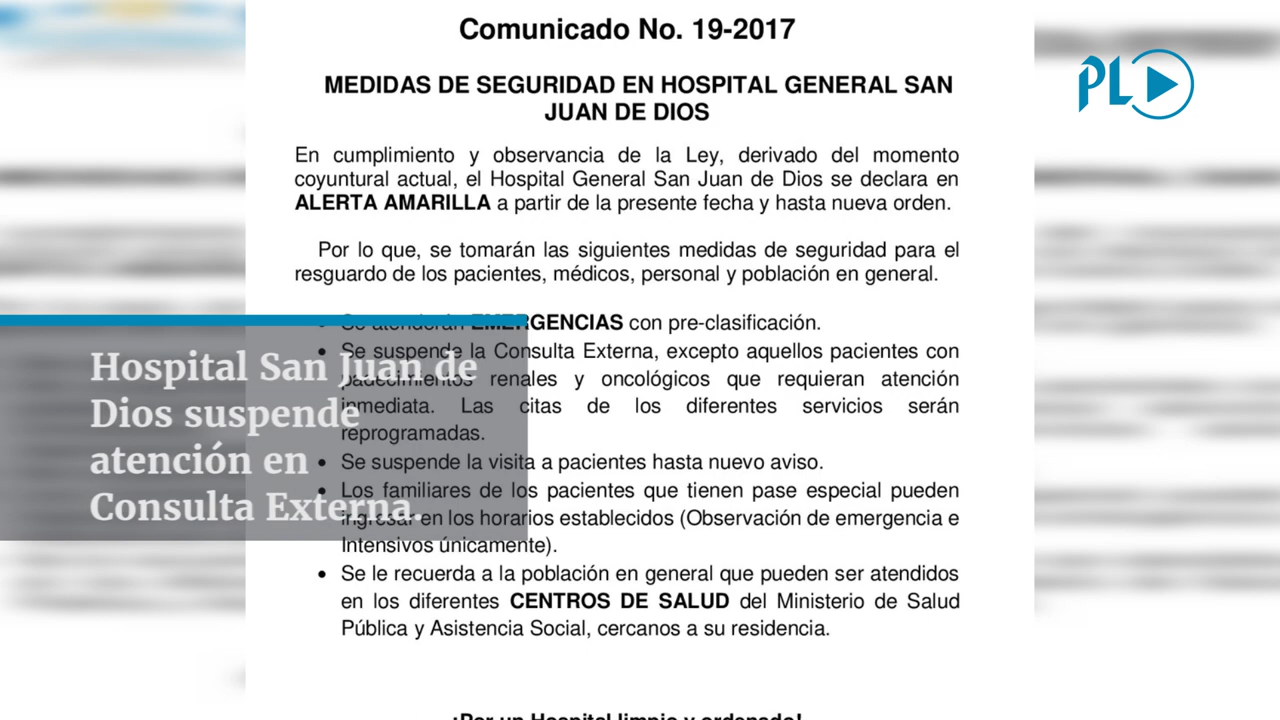 Comunicado No. 19-2017
PL
MEDIDAS DE SEGURIDAD EN HOSPITAL GENERAL SAN
JUAN DE DIOS
En cumplimiento y observancia de la Ley, derivado del momento
coyuntural actual, el Hospital General San Juan de Dios se declara en
ALERTA AMARILLA a partir de la presente fecha y hasta nueva orden.
Por lo que, se tomarán las siguientes medidas de seguridad para el
resguardo de los pacientes, médicos, personal y población en general.
• Se atenderán EMERGENCIAS con pre-clasificación.
• Se suspende la Consulta Externa, excepto aquellos pacientes con
padecimientos renales y oncológicos que requieran atención
inmediata. Las citas de los diferentes servicios serán
reprogramadas.
• Se suspende la visita a pacientes hasta nuevo aviso.
• Los familiares de los pacientes que tienen pase especial pueden
ingresar en los horarios establecidos (Observación de emergencia e
Intensivos únicamente).
• Se le recuerda a la población en general que pueden ser atendidos
en los diferentes CENTROS DE SALUD del Ministerio de Salud
Pública y Asistencia Social, cercanos a su residencia.
¡Por un Hospital limpio y ordenado!
Hospital San Juan de
Dios suspende
atención en
Consulta Externa.